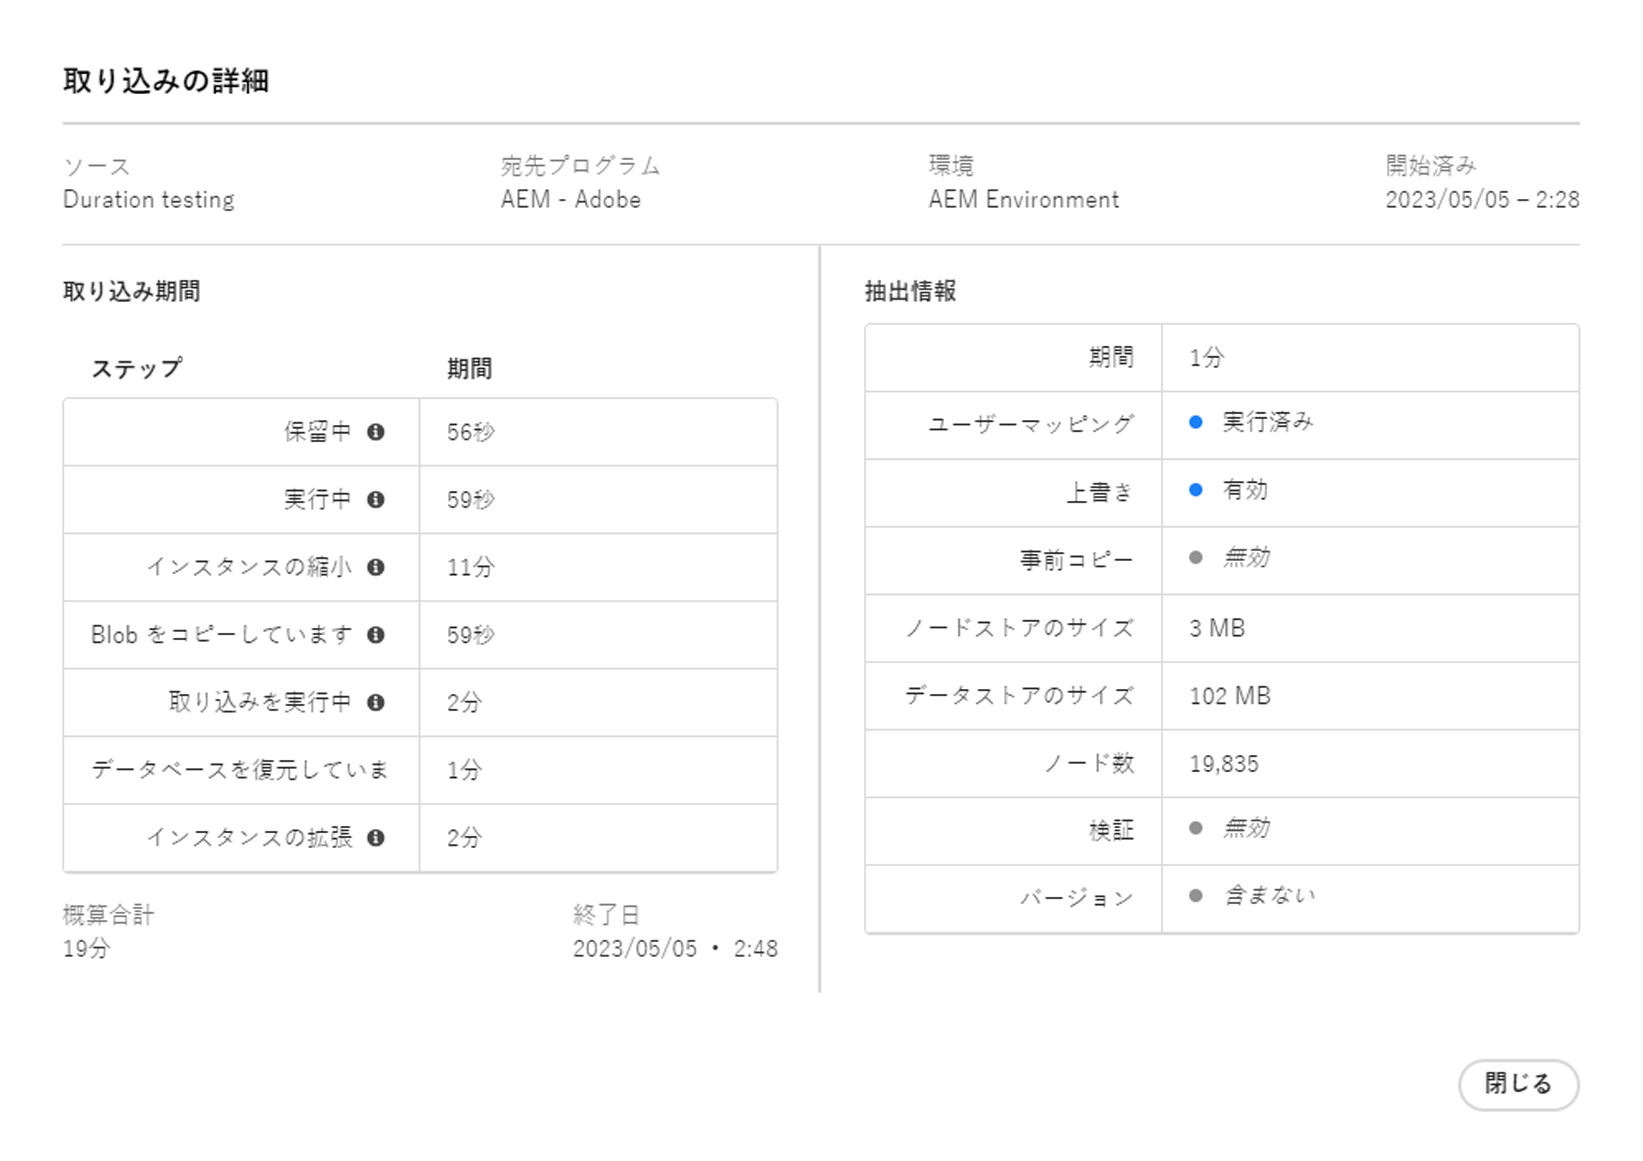 取り込みの詳細
ソース 宛先プログラム 環境 開始済み
Duration testing AEM - Adobe AEM Environment 2023/05/05 – 2:28
取り込み期間
ステップ 期間
保留中 56秒
実行中 59秒
インスタンスの縮小 11分
Blob をコピーしています 59秒
取り込みを実行中 2分
データベースを復元していま 1分
インスタンスの拡張 2分
概算合計 終了日
19分 2023/05/05 • 2:48
抽出情報
期間 1分
ユーザーマッピング 実行済み
上書き 有効
事前コピー 無効
ノードストアのサイズ 3 MB
データストアのサイズ 102 MB
ノード数 19,835
検証 無効
バージョン 含まない
閉じる